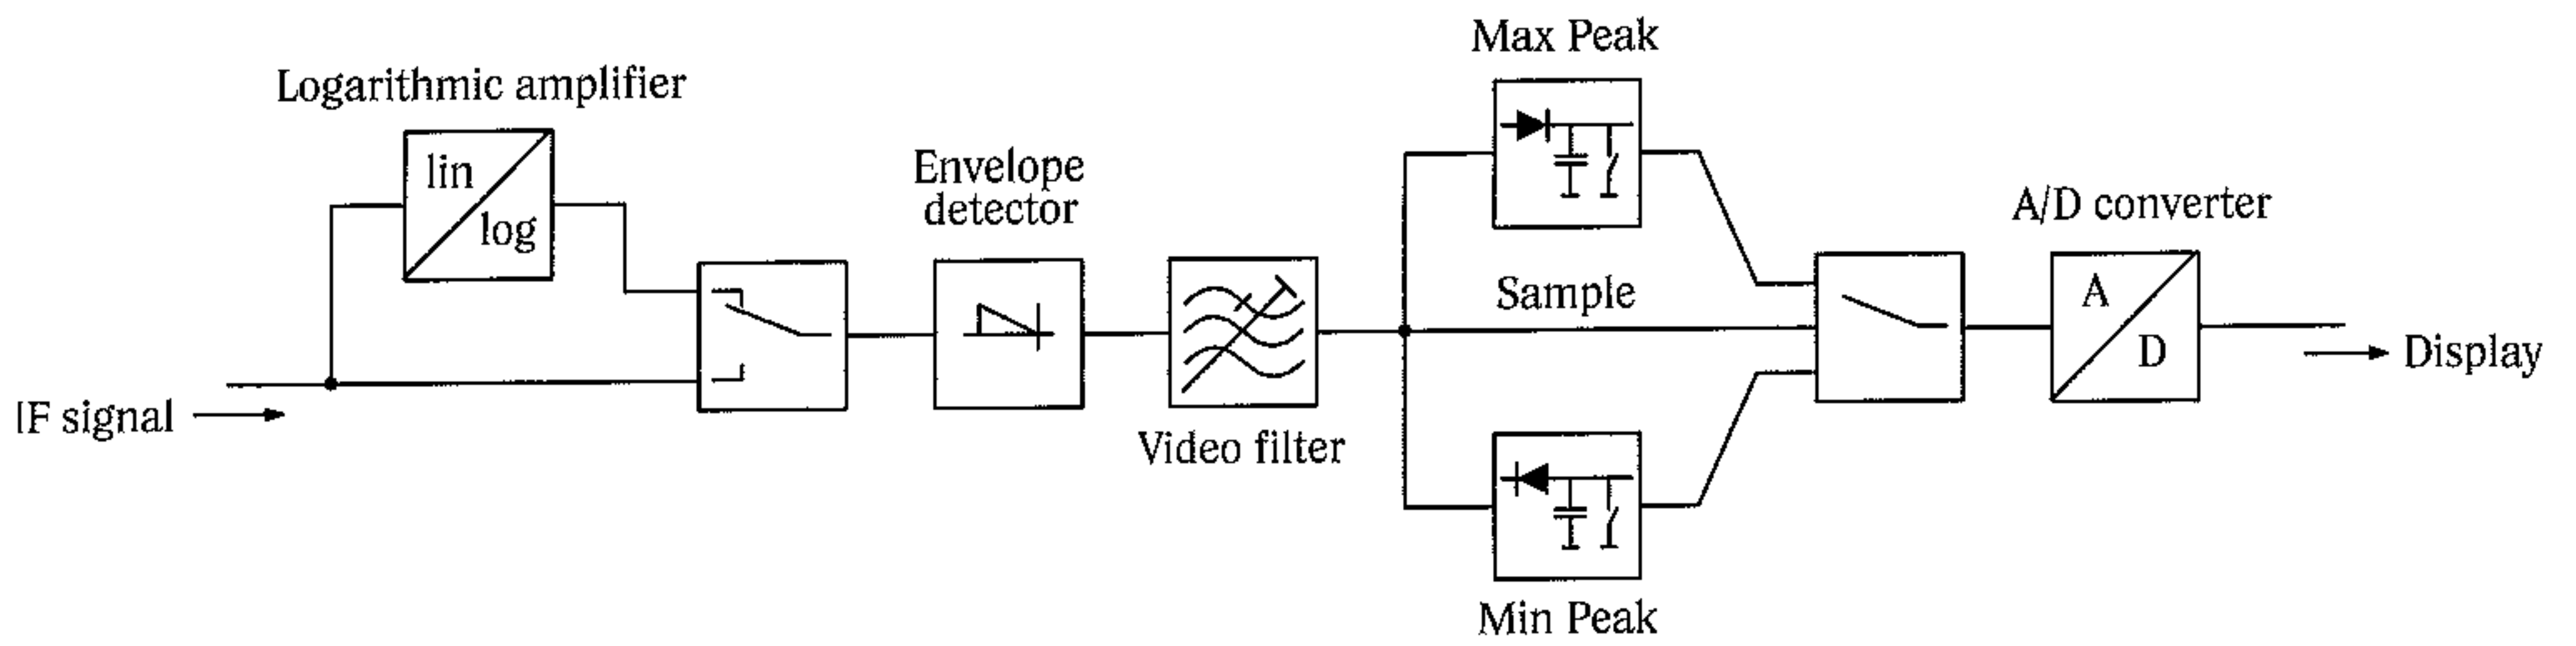 Max Peak
Logarithmic amplifier
lin
log
Envelope
detector
A/D converter
Sample
A
D
Display
IF signal
Video filter
Min Peak